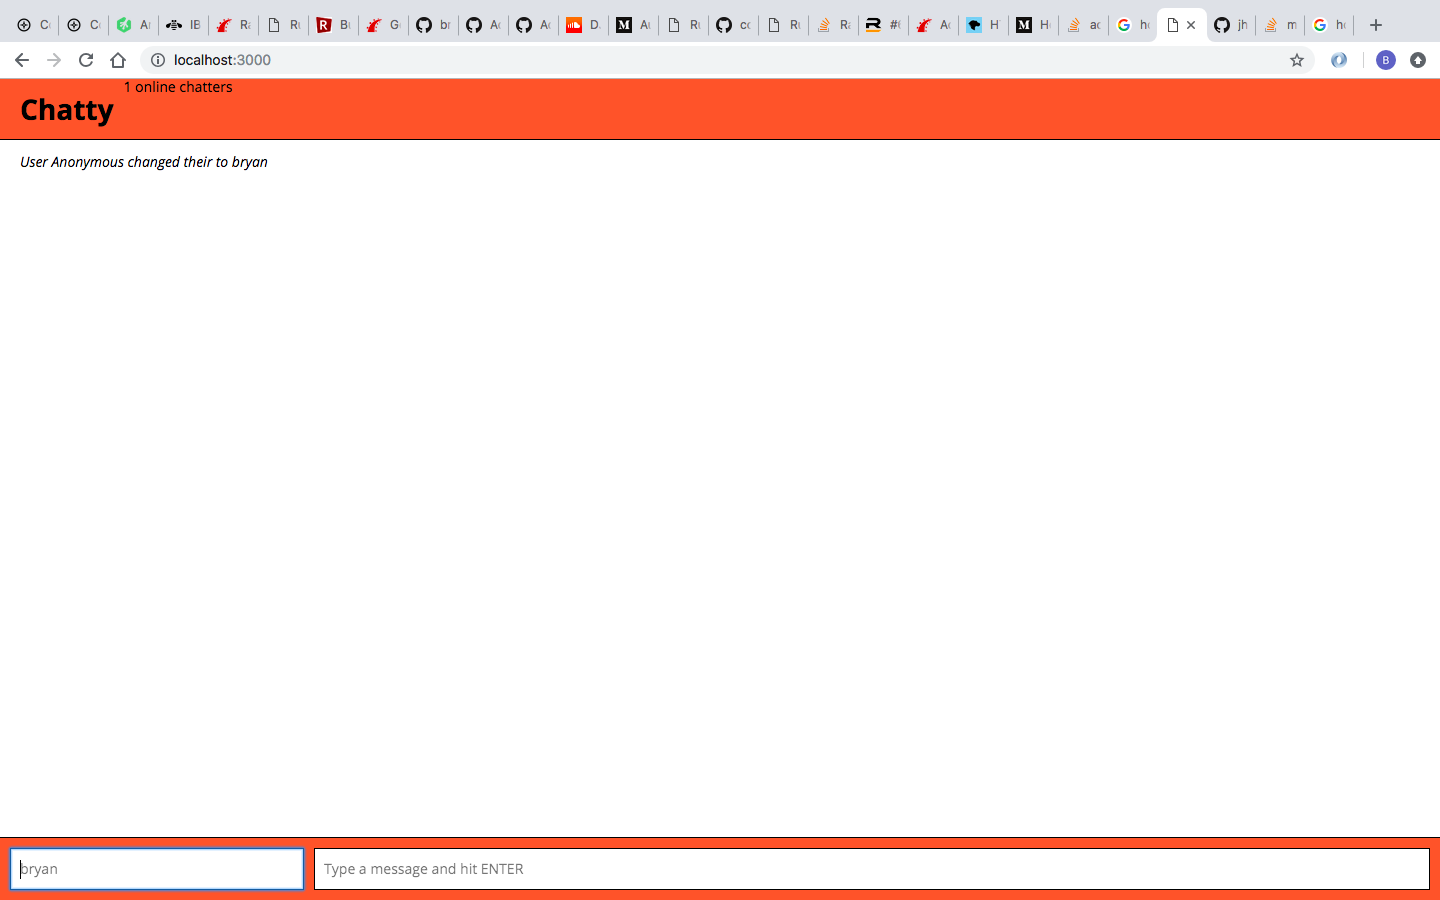 localhost:3000
1 online chatters
Chatty
User Anonymous changed their to bryan
bryan
Type a message and hit ENTER
B